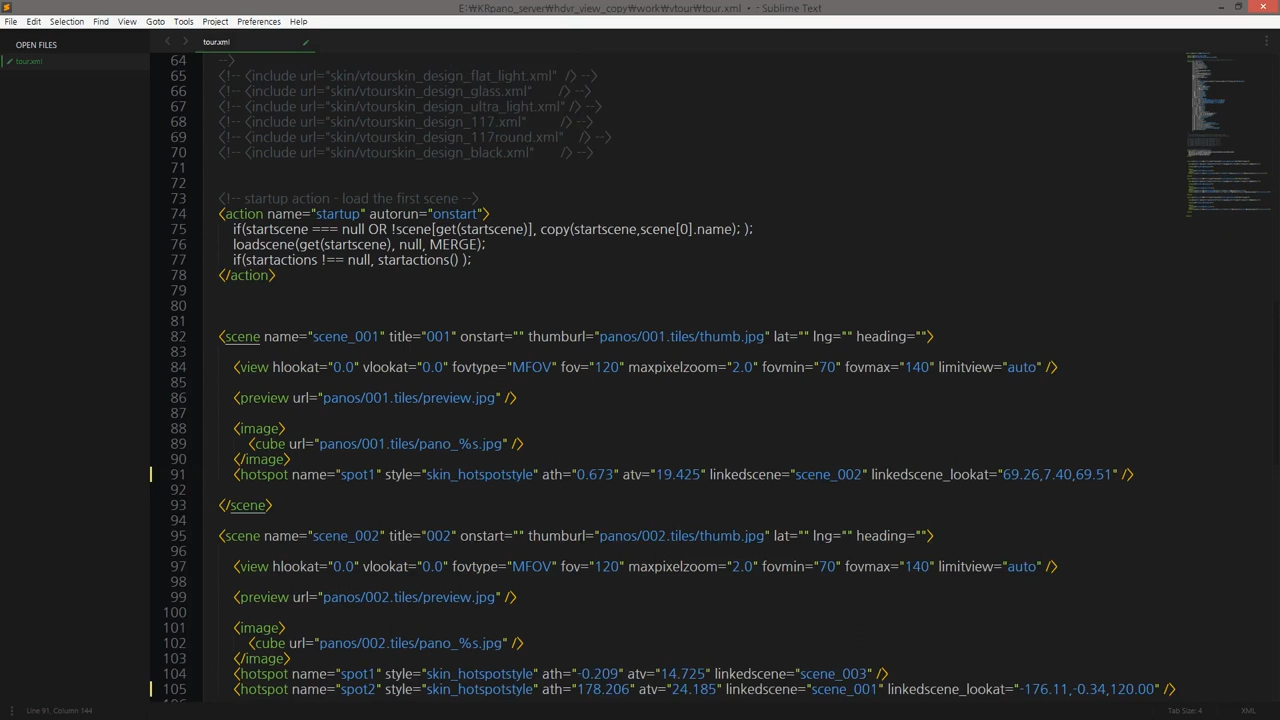 E:₩KRpano_server₩hdvr_view_copy₩work₩vtour₩tour.xml • - Sublime Text
File Edit Selection Find View Goto Tools Project Preferences Help
OPEN FILES
tour.xml
tour.xml
64 -->
65 <!-- <include url="skin/vtourskin_design_flat_light.xml" /> -->
66 <!-- <include url="skin/vtourskin_design_glass.xml" /> -->
67 <!-- <include url="skin/vtourskin_design_ultra_light.xml" /> -->
68 <!-- <include url="skin/vtourskin_design_117.xml" /> -->
69 <!-- <include url="skin/vtourskin_design_117round.xml" /> -->
70 <!-- <include url="skin/vtourskin_design_black.xml" /> -->
71
72
73 <!-- startup action - load the first scene -->
74 <action name="startup" autorun="onstart">
75 if(startscene === null OR !scene[get(startscene)], copy(startscene,scene[0].name); );
76 loadscene(get(startscene), null, MERGE);
77 if(startactions !== null, startactions() );
78 </action>
79
80
81
82 <scene name="scene_001" title="001" onstart="" thumburl="panos/001.tiles/thumb.jpg" lat="" lng="" heading="">
83
84 <view hlookat="0.0" vlookat="0.0" fovtype="MFOV" fov="120" maxpixelzoom="2.0" fovmin="70" fovmax="140" limitview="auto" />
85
86 <preview url="panos/001.tiles/preview.jpg" />
87
88 <image>
89 <cube url="panos/001.tiles/pano_%s.jpg" />
90 </image>
91 <hotspot name="spot1" style="skin_hotspotstyle" ath="0.673" atv="19.425" linkedscene="scene_002" linkedscene_lookat="69.26,7.40,69.51" />
92
93 </scene>
94
95 <scene name="scene_002" title="002" onstart="" thumburl="panos/002.tiles/thumb.jpg" lat="" lng="" heading="">
96
97 <view hlookat="0.0" vlookat="0.0" fovtype="MFOV" fov="120" maxpixelzoom="2.0" fovmin="70" fovmax="140" limitview="auto" />
98
99 <preview url="panos/002.tiles/preview.jpg" />
100
101 <image>
102 <cube url="panos/002.tiles/pano_%s.jpg" />
103 </image>
104 <hotspot name="spot1" style="skin_hotspotstyle" ath="-0.209" atv="14.725" linkedscene="scene_003" />
105 <hotspot name="spot2" style="skin_hotspotstyle" ath="178.206" atv="24.185" linkedscene="scene_001" linkedscene_lookat="-176.11,-0.34,120.00" />
Line 91, Column 144
Tab Size: 4 XML